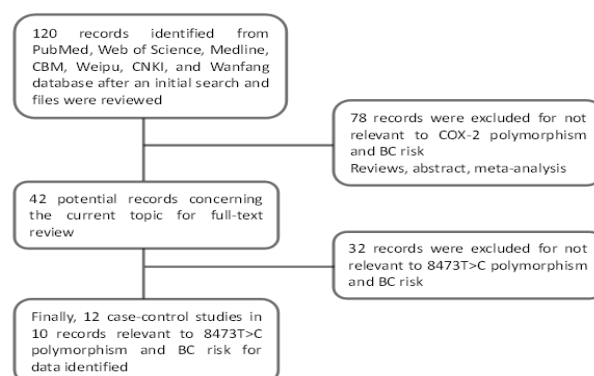 120 records identified from
PubMed, Web of Science, Medline,
CBM, Weipu, CNKI, and Wanfang
database after an initial search and
files were reviewed
78 records were excluded for not
relevant to COX-2 polymorphism
and BC risk
Reviews, abstract, meta-analysis
42 potential records concerning
the current topic for full-text
review
32 records were excluded for not
relevant to 8473T>C polymorphism
and BC risk
Finally, 12 case-control studies in
10 records relevant to 8473T>C
polymorphism and BC risk for
data identified